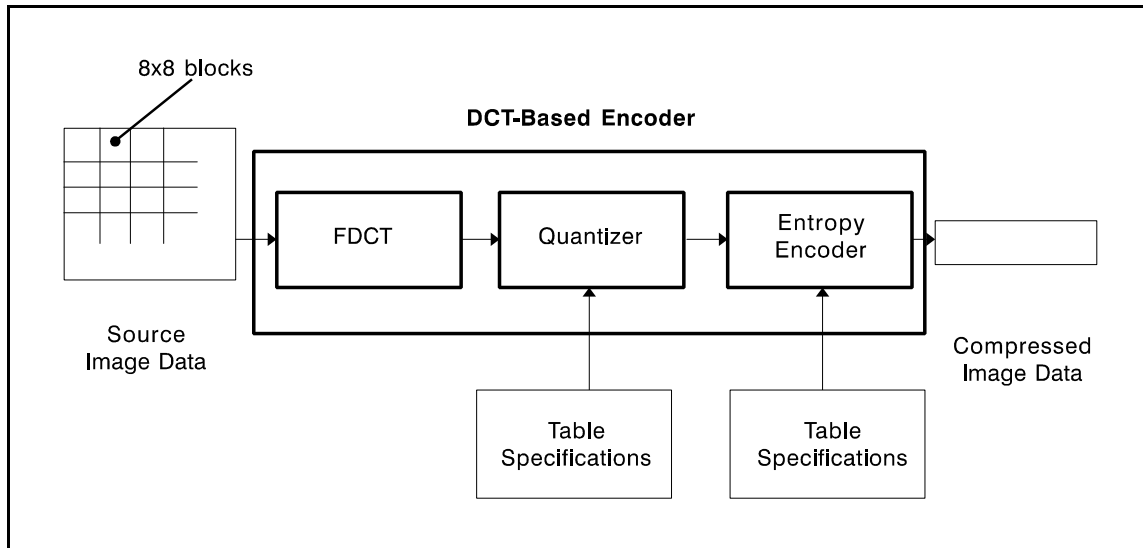 8x8 blocks
DCT-Based Encoder
FDCT
Quantizer
Entropy
Encoder
Source
Image Data
Compressed
Image Data
Table
Specifications
Table
Specifications